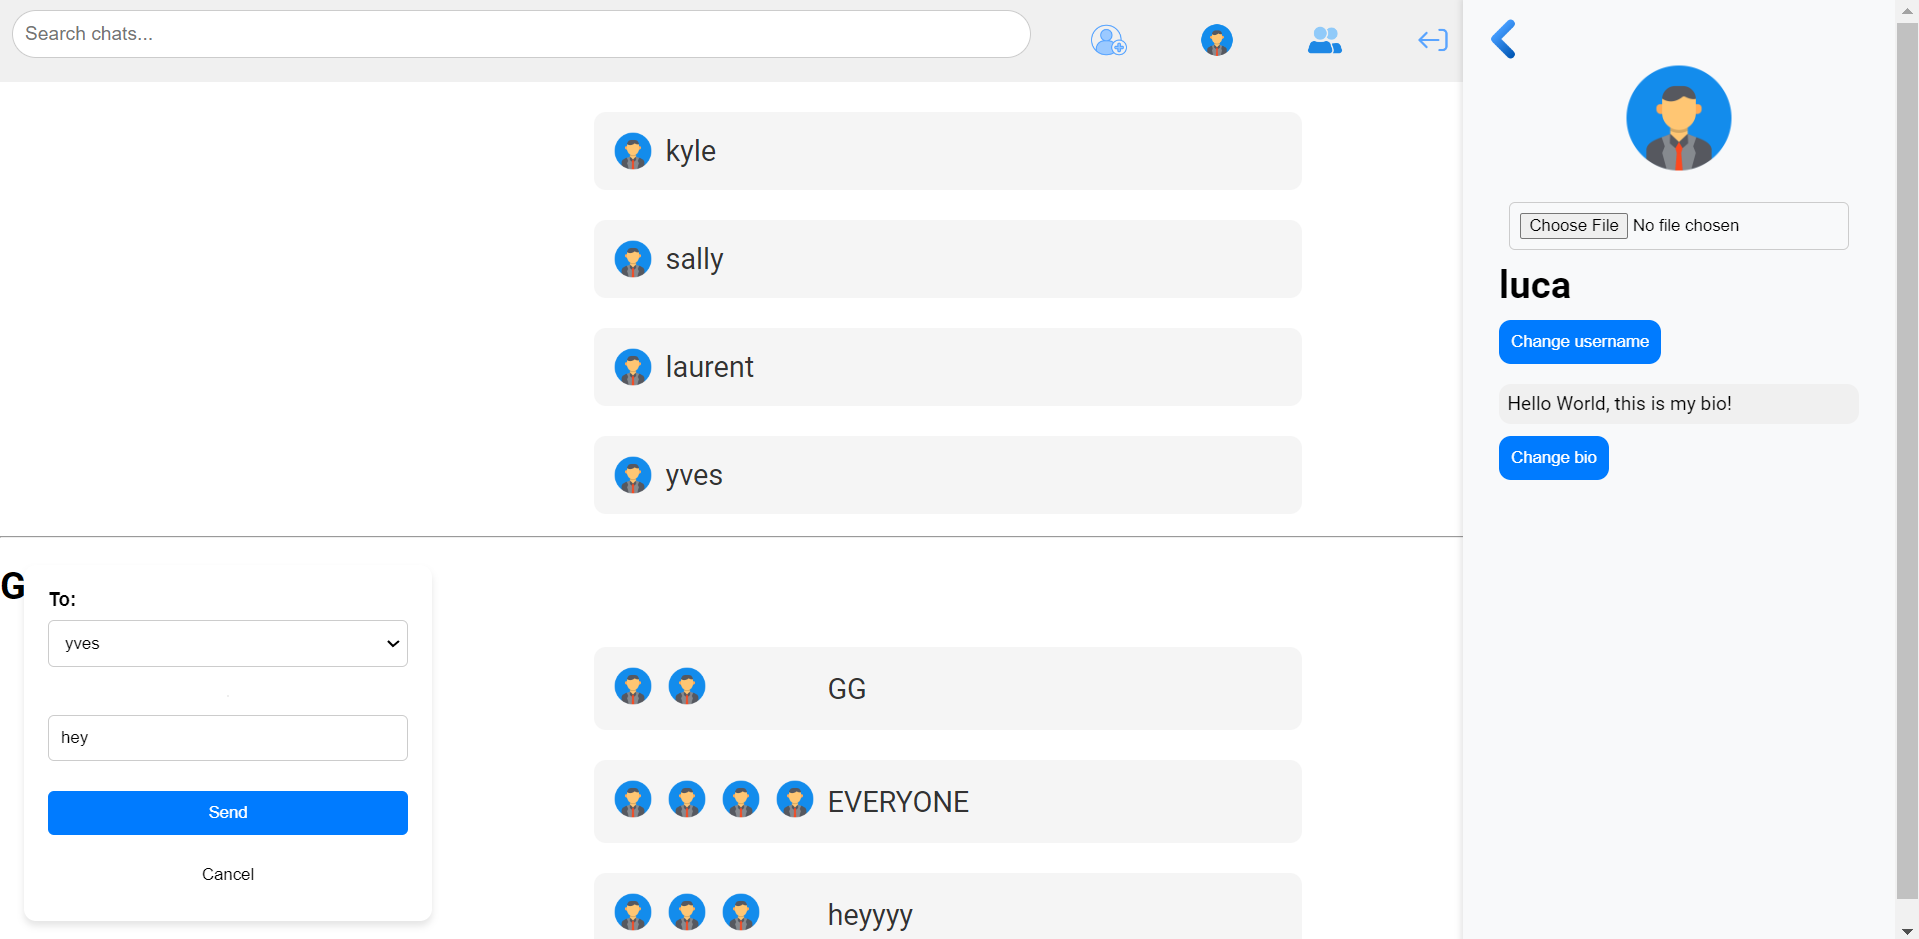 Search chats...
kyle
sally
laurent
yves
G
To:
yves
hey
Send
Cancel
GG
EVERYONE
heyyyy
Choose File No file chosen
luca
Change username
Hello World, this is my bio!
Change bio